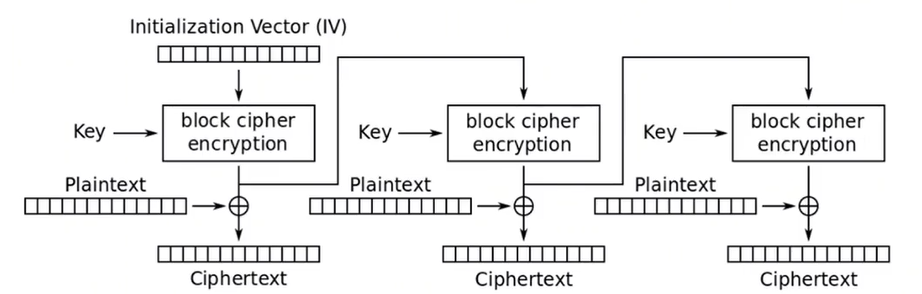 Initialization Vector (IV)
Key
block cipher
encryption
Key
block cipher
encryption
Key
block cipher
encryption
Plaintext
Plaintext
Plaintext
Ciphertext
Ciphertext
Ciphertext